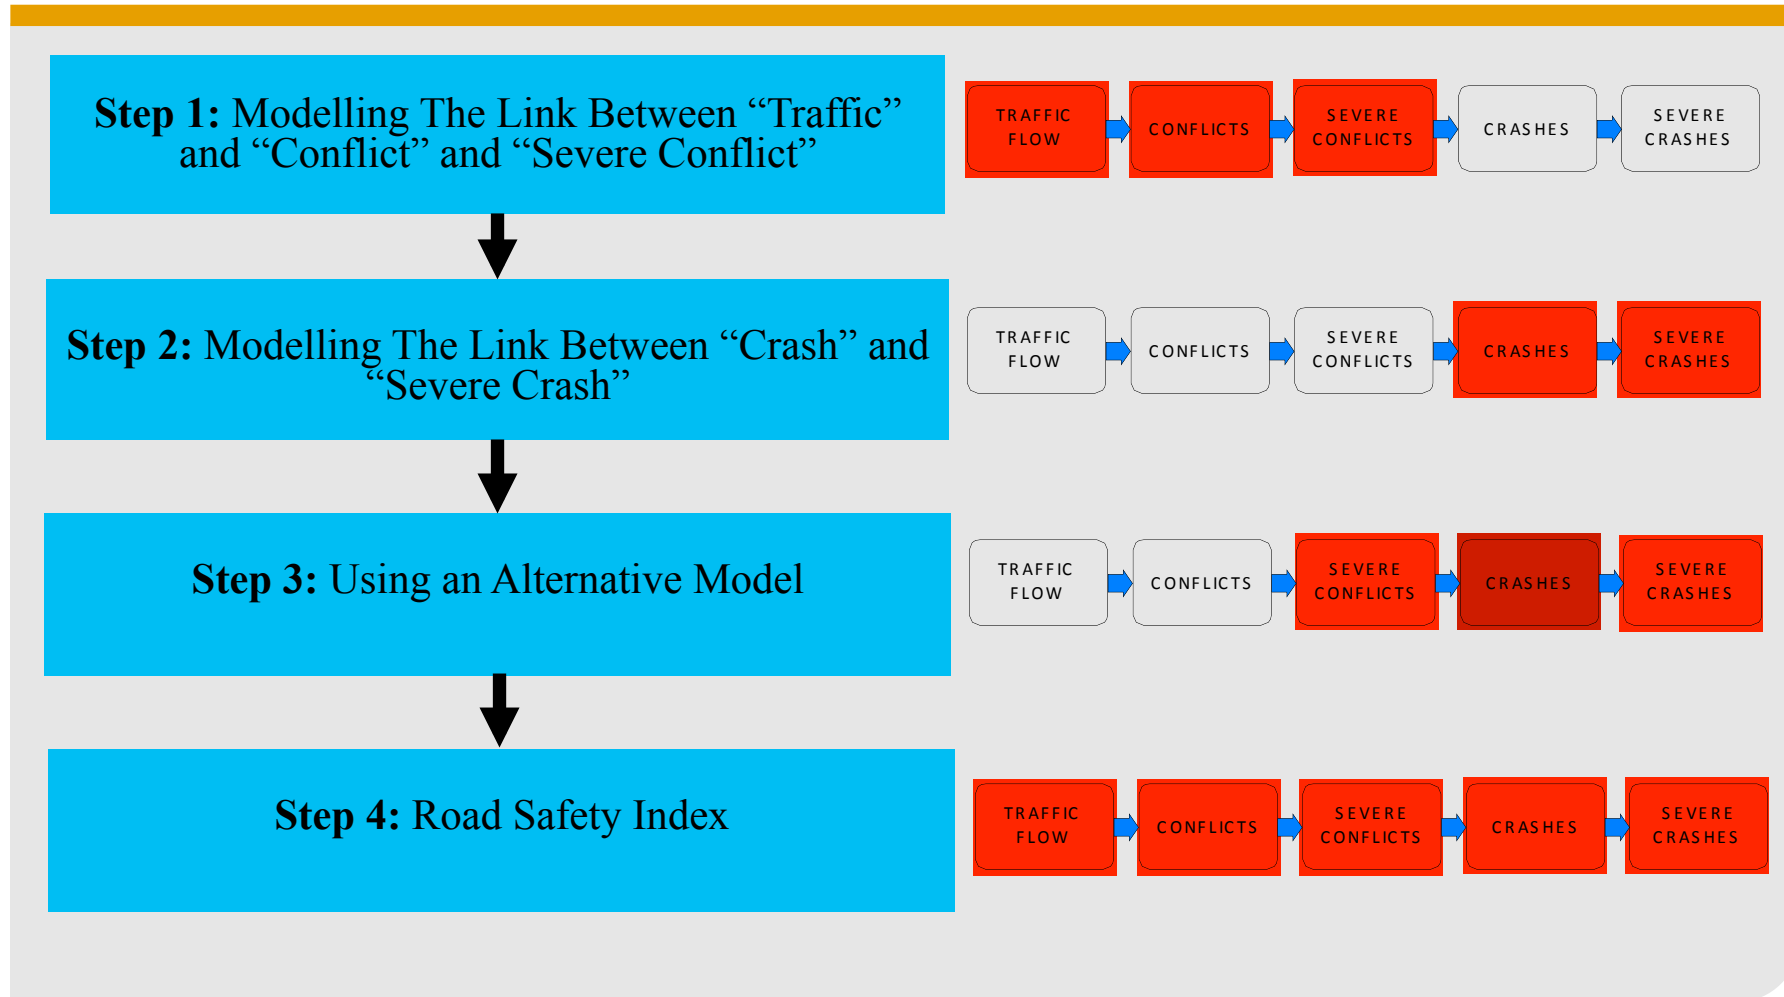 Step 1: Modelling The Link Between “Traffic”
and “Conflict” and “Severe Conflict”
TRAFFIC
FLOW
CONFLICTS
SEVERE
CONFLICTS
CRASHES
SEVERE
CRASHES
Step 2: Modelling The Link Between “Crash” and
“Severe Crash”
TRAFFIC
FLOW
CONFLICTS
SEVERE
CONFLICTS
CRASHES
SEVERE
CRASHES
Step 3: Using an Alternative Model
TRAFFIC
FLOW
CONFLICTS
SEVERE
CONFLICTS
CRASHES
SEVERE
CRASHES
Step 4: Road Safety Index
TRAFFIC
FLOW
CONFLICTS
SEVERE
CONFLICTS
CRASHES
SEVERE
CRASHES